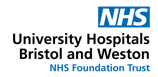 NHS
University Hospitals
Bristol and Weston
NHS Foundation Trust